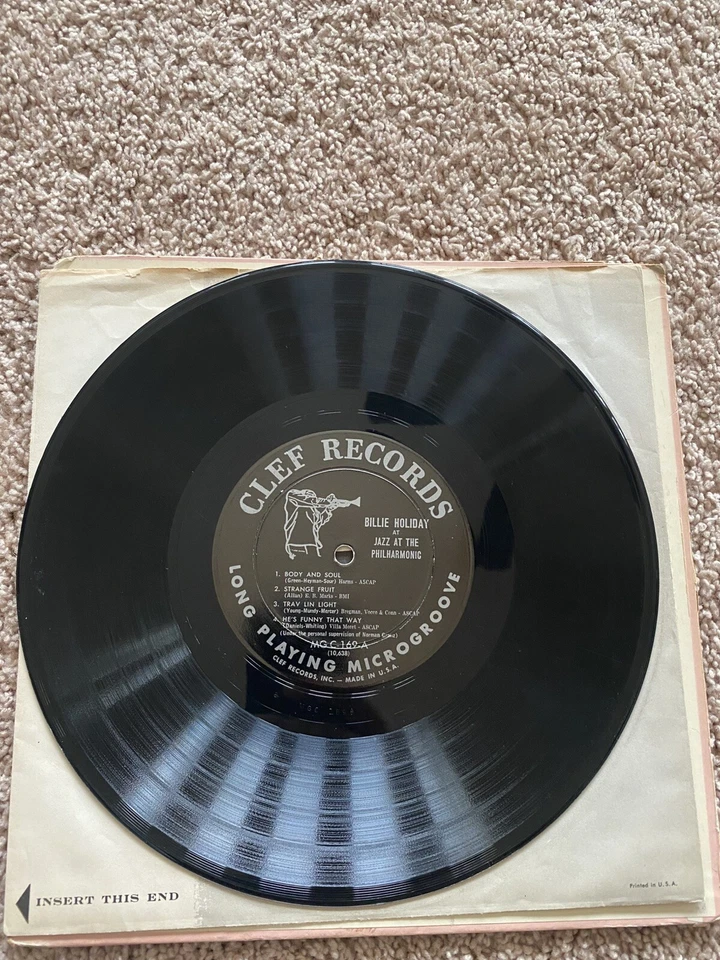 CLEF RECORDS
BILLIE HOLIDAY
AT
JAZZ AT THE
PHILHARMONIC
1. BODY AND SOUL
(Green-Heyman-Sour) Harms - ASCAP
2. STRANGE FRUIT
(Allan) E. B. Marks - BMI
3. TRAV'LIN LIGHT
(Young-Mundy-Mercer) Bregman, Vocco & Conn - ASCAP
4. HE'S FUNNY THAT WAY
(Daniels-Whiting) Villa Moret - ASCAP
(Under the personal supervision of Norman Granz)
MG C-169-A
(10,638)
LONG PLAYING MICROGROOVE
CLEF RECORDS, INC. — MADE IN U.S.A.
INSERT THIS END
Printed in U.S.A.